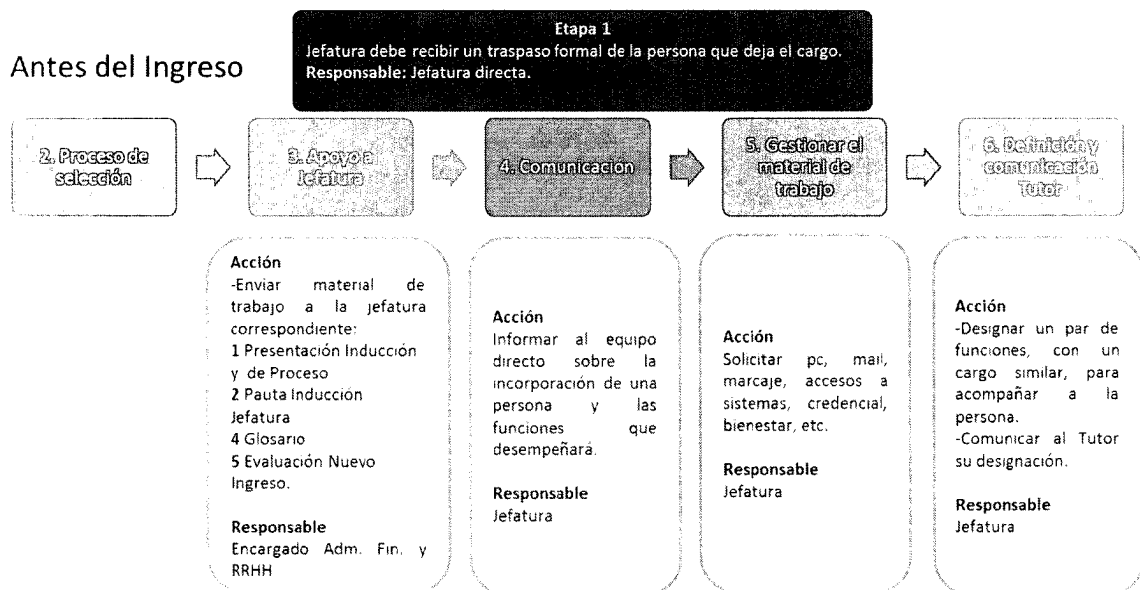 Antes del Ingreso
Etapa 1
Jefatura debe recibir un traspaso formal de la persona que deja el cargo.
Responsable: Jefatura directa.
2. Proceso de
selección
3. Apoyo a
Jefatura
4. Comunicación
5. Gestionar el
material de
trabajo
6. Definición y
comunicación
Tutor
Acción
-Enviar material de
trabajo a la jefatura
correspondiente:
1 Presentación Inducción
y de Proceso
2 Pauta Inducción
Jefatura
4 Glosario
5 Evaluación Nuevo
Ingreso.
Responsable
Encargado Adm. Fin. y
RRHH
Acción
Informar al equipo
directo sobre la
incorporación de una
persona y las
funciones que
desempeñará.
Responsable
Jefatura
Acción
Solicitar pc, mail,
marcaje, accesos a
sistemas, credencial,
bienestar, etc.
Responsable
Jefatura
Acción
-Designar un par de
funciones, con un
cargo similar, para
acompañar a la
persona.
-Comunicar al Tutor
su designación.
Responsable
Jefatura